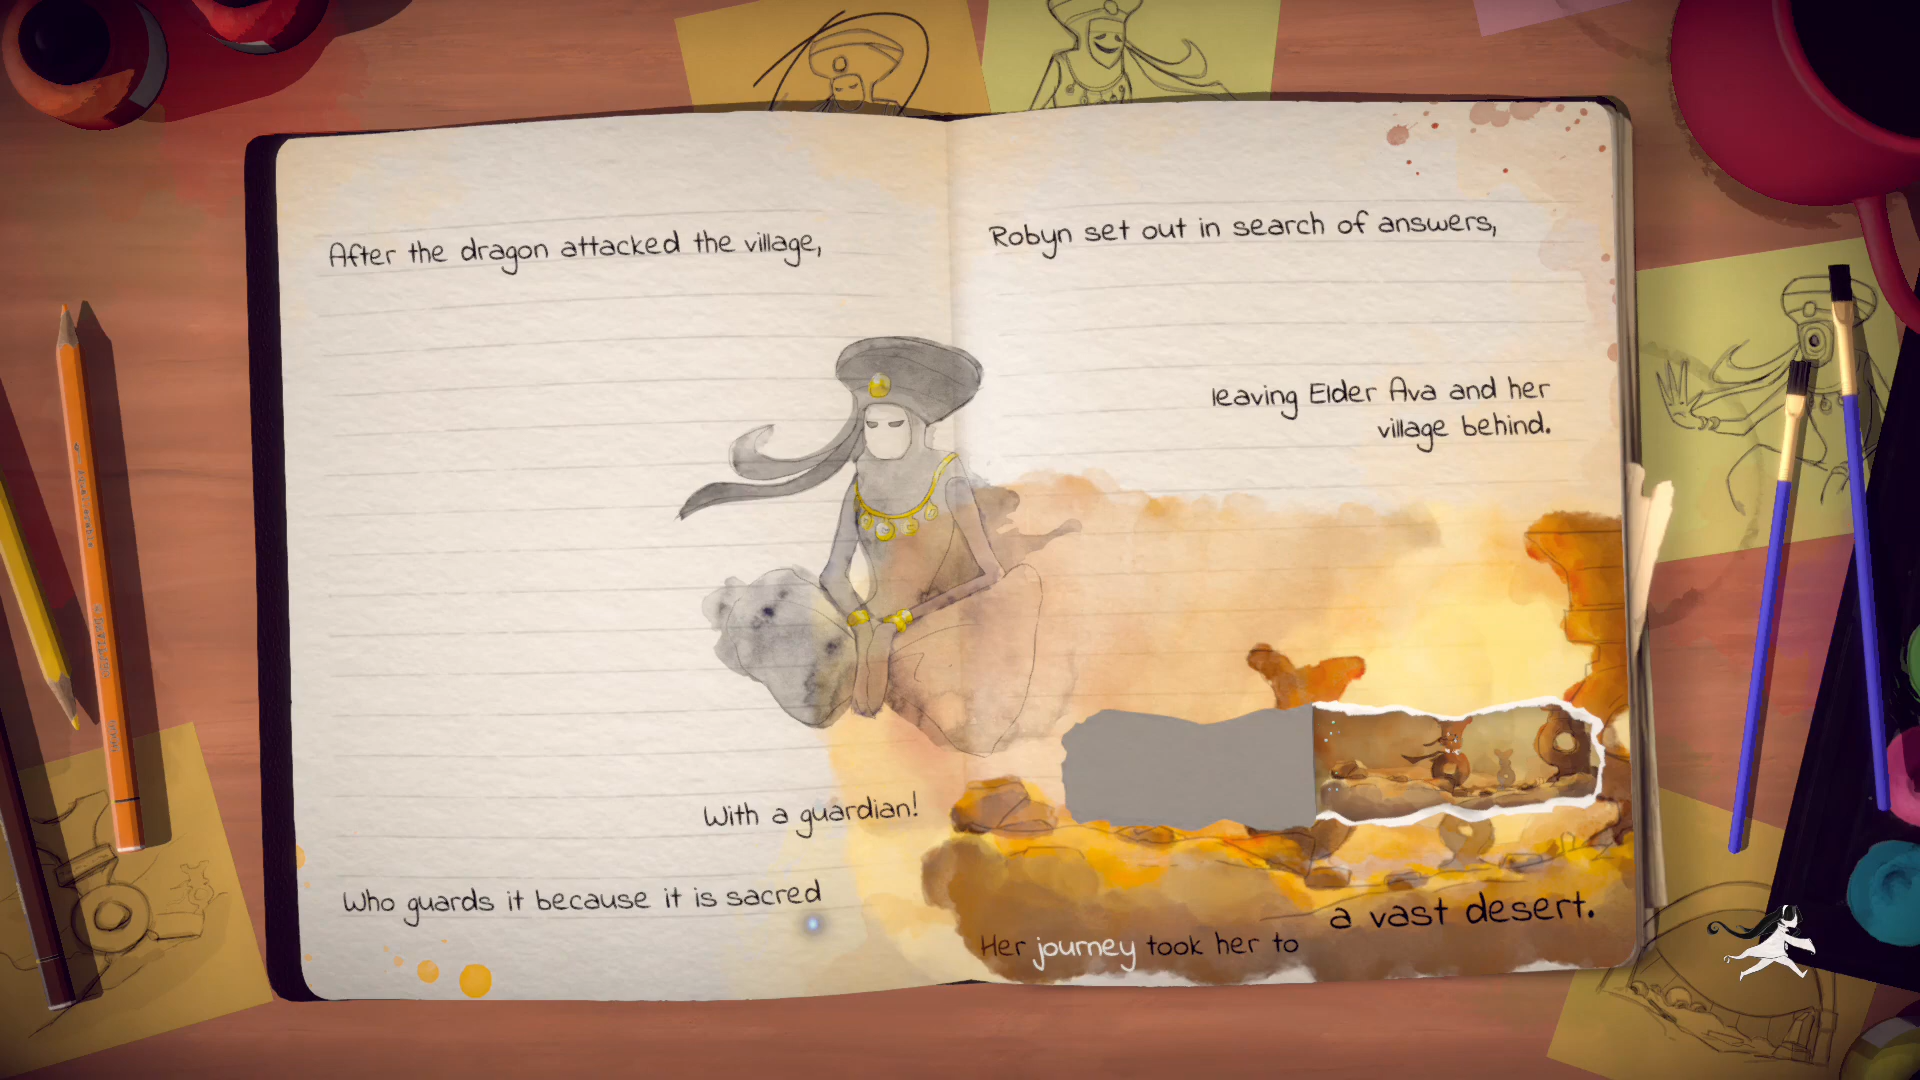 After the dragon attacked the village,
With a guardian!
Who guards it because it is sacred
Robyn set out in search of answers,
leaving Elder Ava and her
village behind.
Her journey took her to
a vast desert.